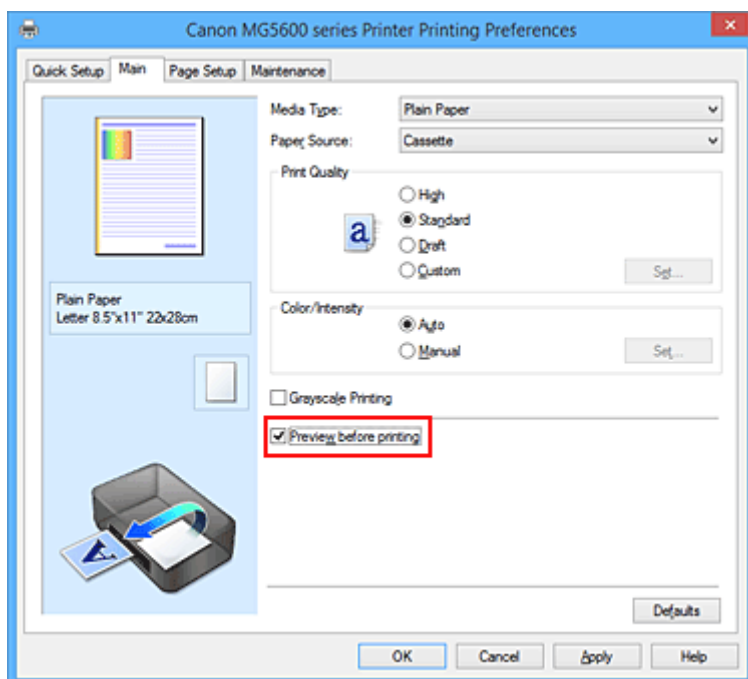 Canon MG5600 series Printer Printing Preferences
Quick Setup Main Page Setup Maintenance
Media Type: Plain Paper
Paper Source: Cassette
Print Quality
High
a Standard
Draft
Custom Set...
Plain Paper
Letter 8.5"x11" 22x28cm
Color/Intensity
Auto
Manual Set...
Grayscale Printing
Preview before printing
A
Defaults
OK Cancel Apply Help